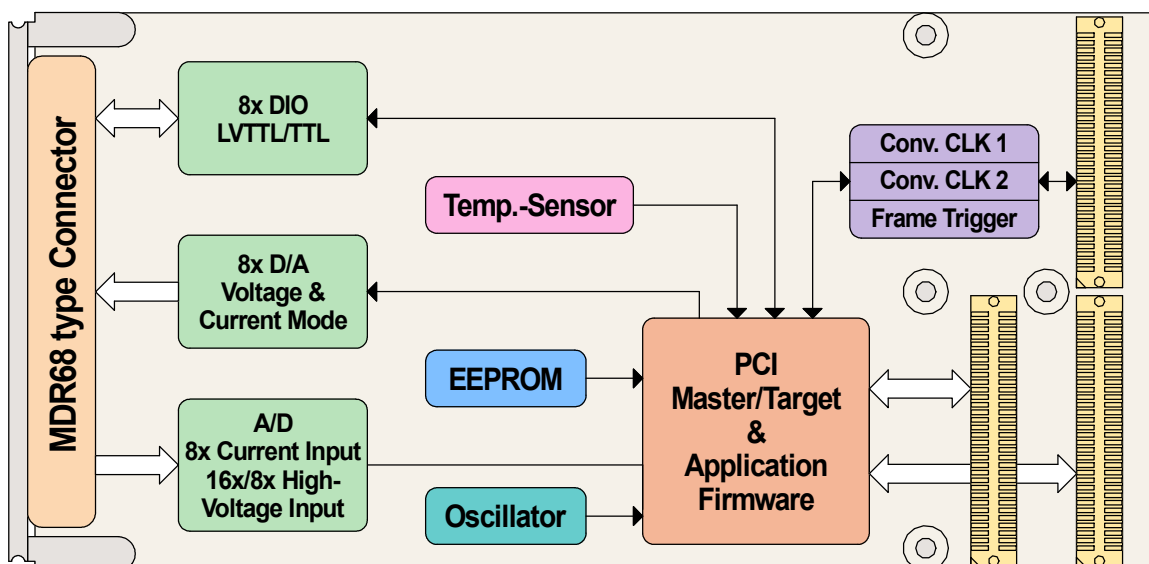 MDR68 type Connector
8x DIO
LVTTL/TTL
8x D/A
Voltage &
Current Mode
A/D
8x Current Input
16x/8x High-
Voltage Input
Temp.-Sensor
EEPROM
Oscillator
PCI
Master/Target
&
Application
Firmware
Conv. CLK 1
Conv. CLK 2
Frame Trigger